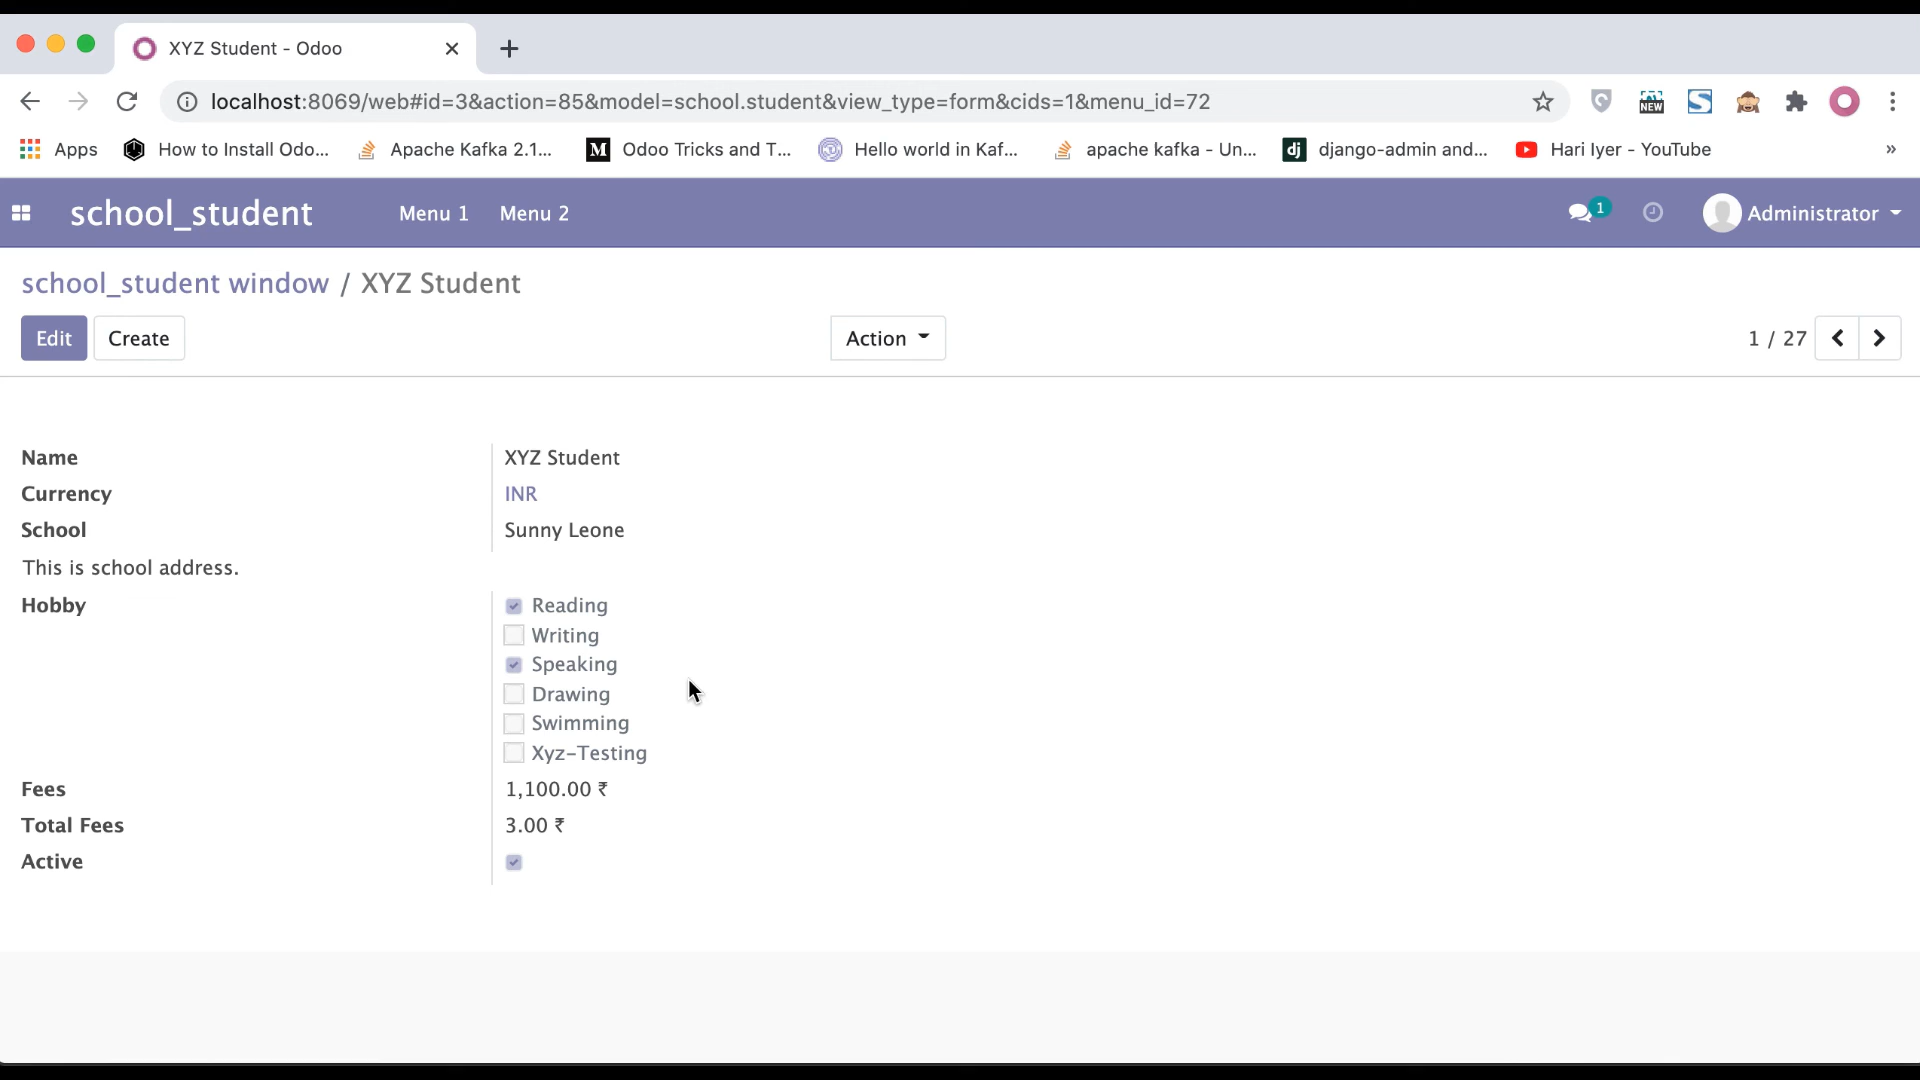 XYZ Student - Odoo
localhost:8069/web#id=3&action=85&model=school.student&view_type=form&cids=1&menu_id=72
NEW
Apps How to Install Odo... Apache Kafka 2.1... M Odoo Tricks and T... Hello world in Kaf... apache kafka - Un... dj django-admin and... Hari Iyer - YouTube »
school_student Menu 1 Menu 2 1 Administrator
school_student window / XYZ Student
Edit Create Action 1 / 27
Name XYZ Student
Currency INR
School Sunny Leone
This is school address.
Hobby Reading
Writing
Speaking
Drawing
Swimming
Xyz-Testing
Fees 1,100.00 ₹
Total Fees 3.00 ₹
Active